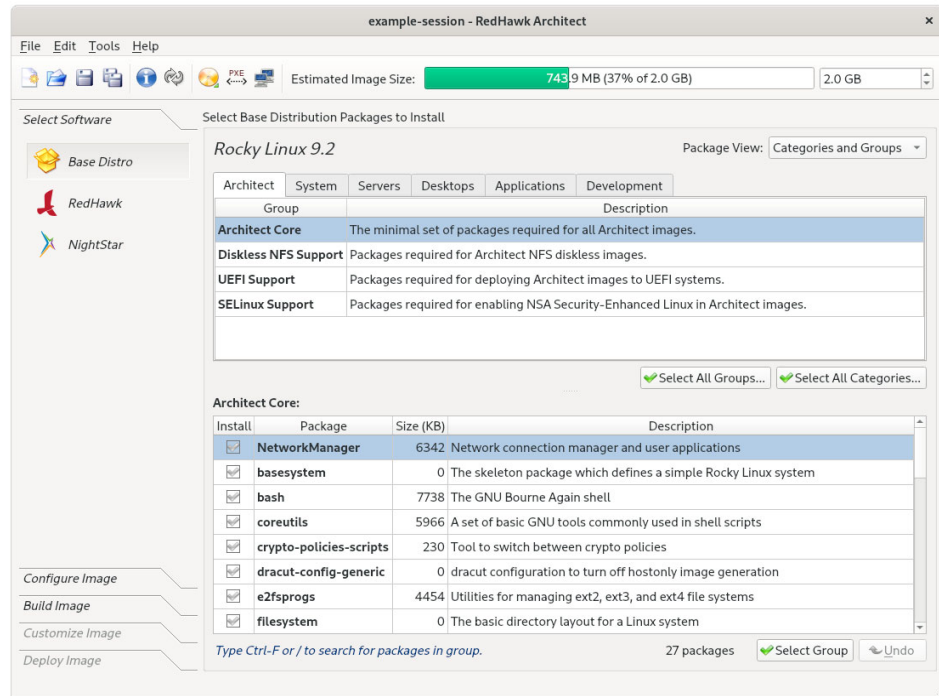 example-session - RedHawk Architect
×
File Edit Tools Help
PXE
Estimated Image Size: 743.9 MB (37% of 2.0 GB) 2.0 GB
Select Software
Base Distro
RedHawk
NightStar
Configure Image
Build Image
Customize Image
Deploy Image
Select Base Distribution Packages to Install
Rocky Linux 9.2
Package View: Categories and Groups
Architect System Servers Desktops Applications Development
Group Description
Architect Core The minimal set of packages required for all Architect images.
Diskless NFS Support Packages required for Architect NFS diskless images.
UEFI Support Packages required for deploying Architect images to UEFI systems.
SELinux Support Packages required for enabling NSA Security-Enhanced Linux in Architect images.
Select All Groups... Select All Categories...
Architect Core:
Install Package Size (KB) Description
NetworkManager 6342 Network connection manager and user applications
basesystem 0 The skeleton package which defines a simple Rocky Linux system
bash 7738 The GNU Bourne Again shell
coreutils 5966 A set of basic GNU tools commonly used in shell scripts
crypto-policies-scripts 230 Tool to switch between crypto policies
dracut-config-generic 0 dracut configuration to turn off hostonly image generation
e2fsprogs 4454 Utilities for managing ext2, ext3, and ext4 file systems
filesystem 0 The basic directory layout for a Linux system
Type Ctrl-F or / to search for packages in group. 27 packages Select Group Undo